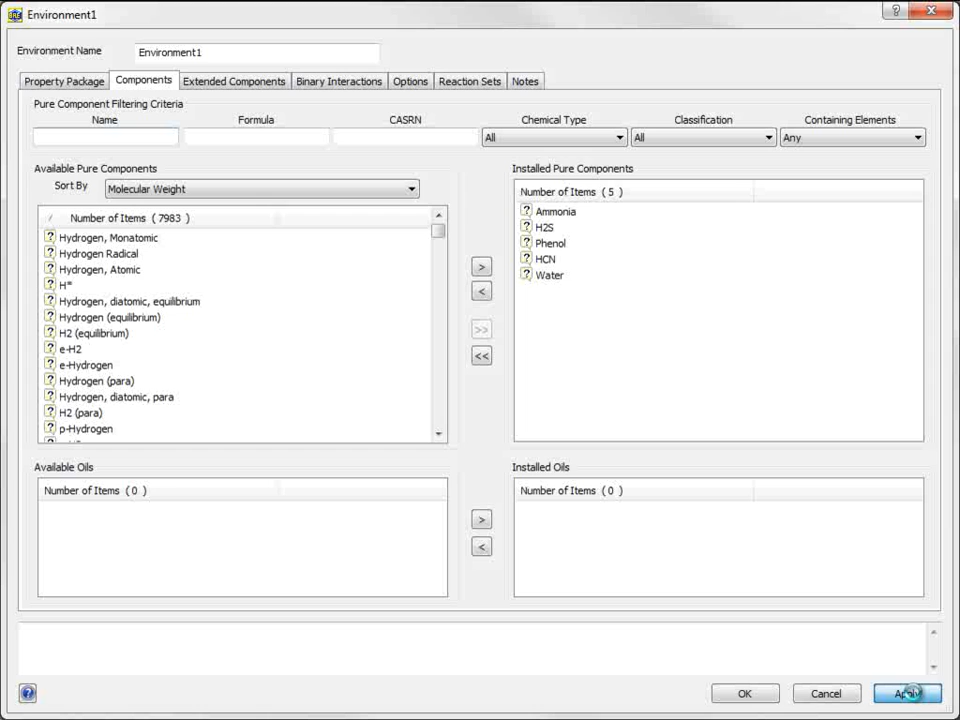 Environment1
Environment Name
Environment1
Property Package Components Extended Components Binary Interactions Options Reaction Sets Notes
Pure Component Filtering Criteria
Name Formula CASRN Chemical Type Classification Containing Elements
All All Any
Available Pure Components
Sort By Molecular Weight
Number of Items ( 7983 )
Hydrogen, Monatomic
Hydrogen Radical
Hydrogen, Atomic
H*
Hydrogen, diatomic, equilibrium
Hydrogen (equilibrium)
H2 (equilibrium)
e-H2
e-Hydrogen
Hydrogen (para)
Hydrogen, diatomic, para
H2 (para)
p-Hydrogen
> 
<
>>
<<
Installed Pure Components
Number of Items ( 5 )
Ammonia
H2S
Phenol
HCN
Water
Available Oils
Number of Items ( 0 )
>
<
Installed Oils
Number of Items ( 0 )
OK Cancel Apply